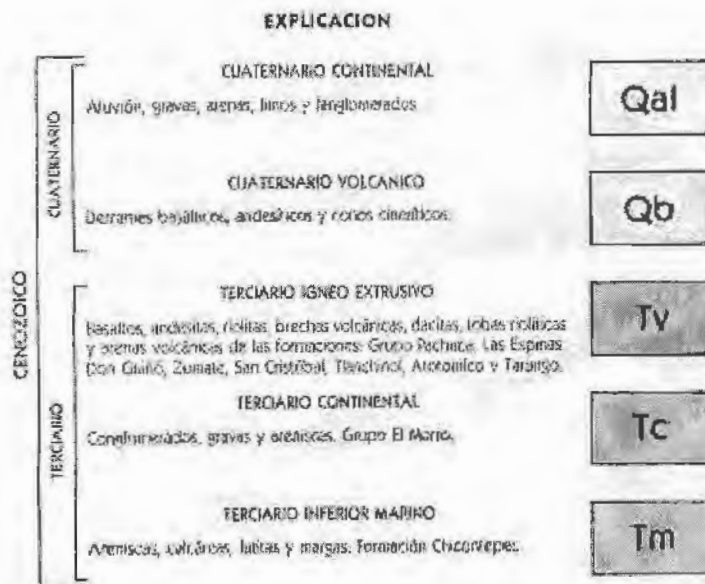 EXPLICACION
CENOZOICO
CUATERNARIO
CUATERNARIO CONTINENTAL
Aluvión, gravas, arenas, limos y fanglomerados
Qal
CUATERNARIO VOLCANICO
Derrames basálticos, andesíticos y conos cineríticos.
Qb
TERCIARIO
TERCIARIO IGNEO EXTRUSIVO
Basaltos, andesitas, riolitas, brechas volcánicas, dacitas, tobas riolíticas
y arenas volcánicas de las formaciones: Grupo Pachuca, Las Espinas
Don Guinó, Zumate, San Cristóbal, Tlanchinol, Atotonilco y Tarango.
Tv
TERCIARIO CONTINENTAL
Conglomerados, gravas y areniscas. Grupo El Morro.
Tc
TERCIARIO INFERIOR MARINO
Areniscas, calcáreas, lutitas y margas. Formación Chicontepec.
Tm